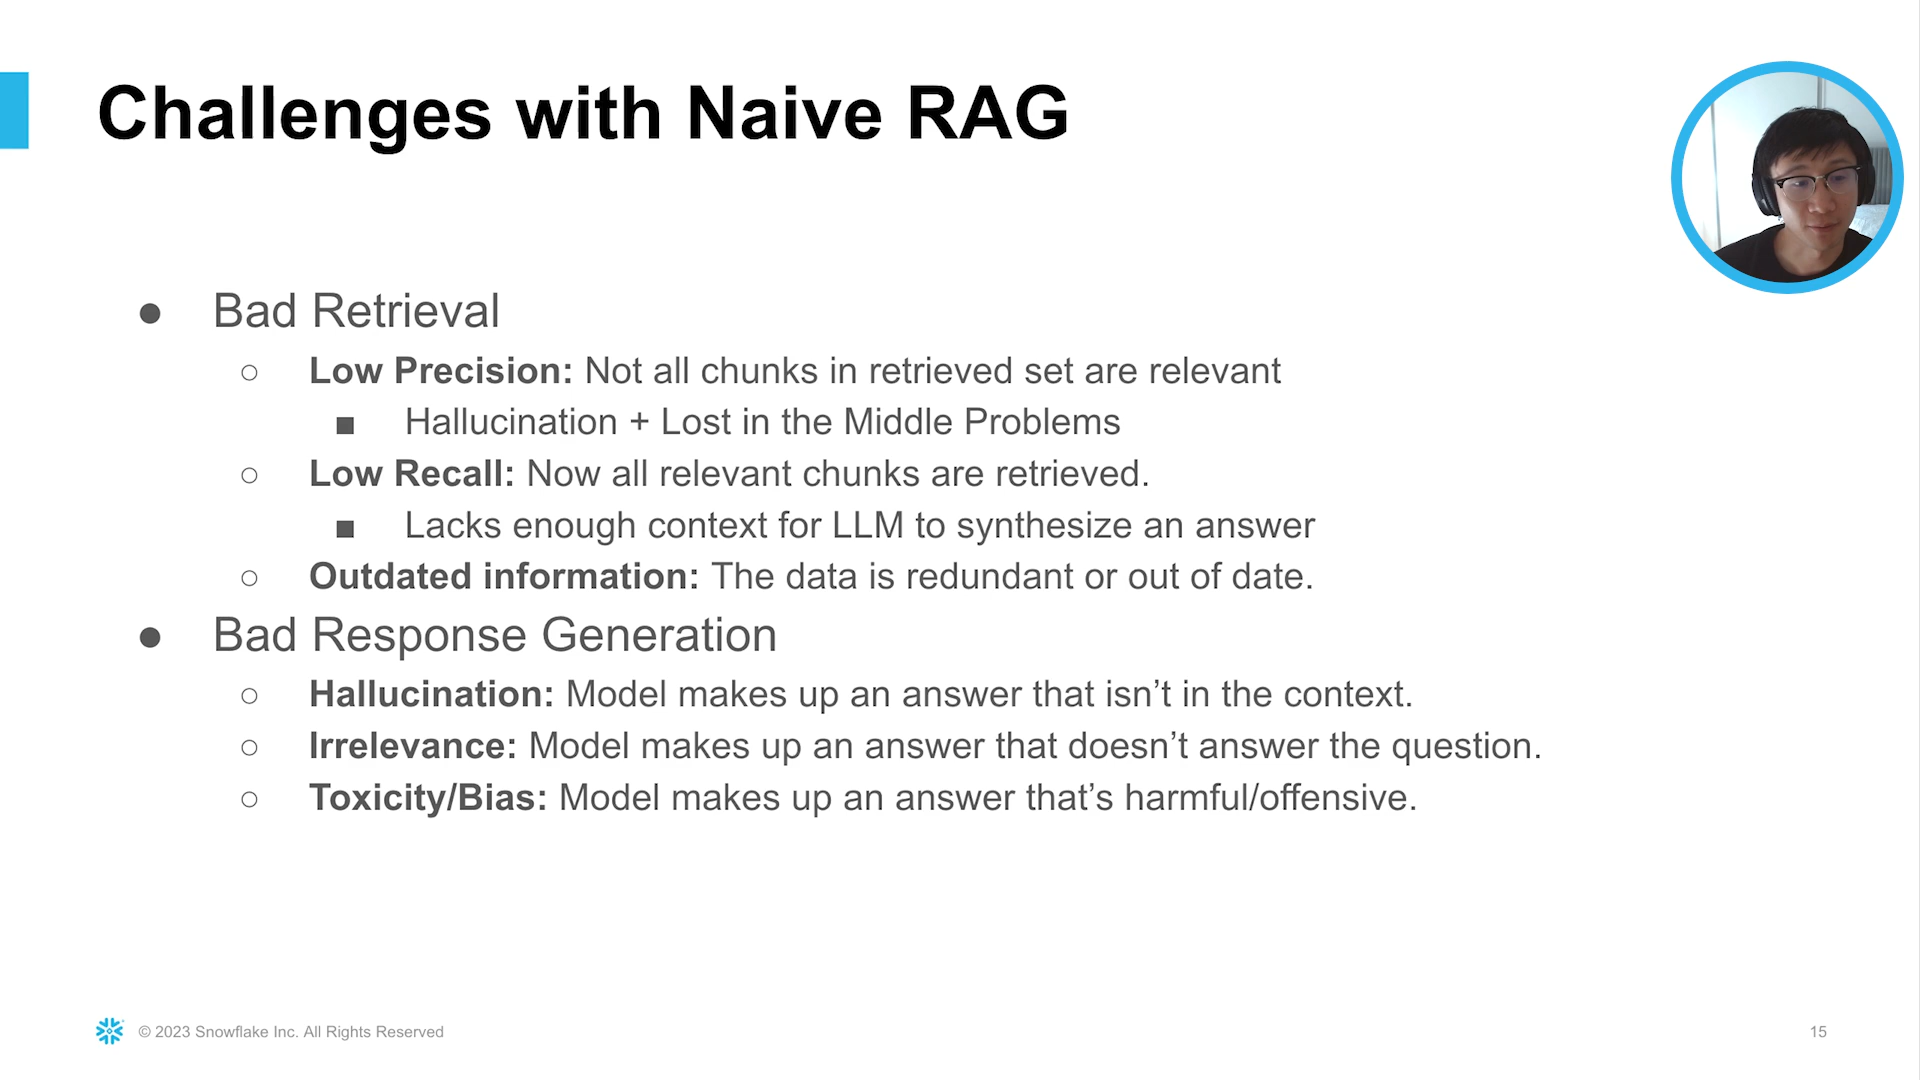 Challenges with Naive RAG
● Bad Retrieval
○ Low Precision: Not all chunks in retrieved set are relevant
■ Hallucination + Lost in the Middle Problems
○ Low Recall: Now all relevant chunks are retrieved.
■ Lacks enough context for LLM to synthesize an answer
○ Outdated information: The data is redundant or out of date.
● Bad Response Generation
○ Hallucination: Model makes up an answer that isn’t in the context.
○ Irrelevance: Model makes up an answer that doesn’t answer the question.
○ Toxicity/Bias: Model makes up an answer that’s harmful/offensive.
© 2023 Snowflake Inc. All Rights Reserved
15